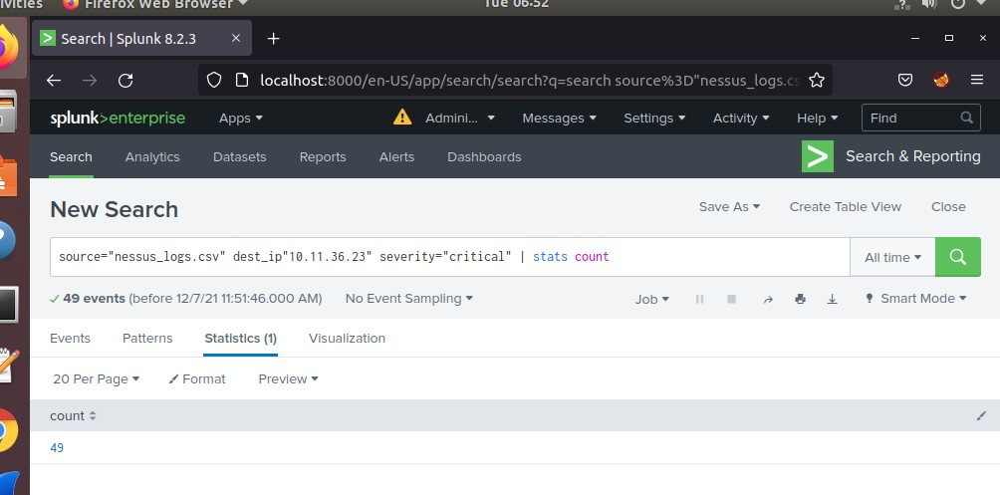 Firefox Web Browser Tue 06:52
Search | Splunk 8.2.3
localhost:8000/en-US/app/search/search?q=search source%3D"nessus_logs.cs
splunk>enterprise Apps Admini... Messages Settings Activity Help Find
Search Analytics Datasets Reports Alerts Dashboards Search & Reporting
New Search Save As Create Table View Close
source="nessus_logs.csv" dest_ip"10.11.36.23" severity="critical" | stats count All time
49 events (before 12/7/21 11:51:46.000 AM) No Event Sampling Job Smart Mode
Events Patterns Statistics (1) Visualization
20 Per Page Format Preview
count
49